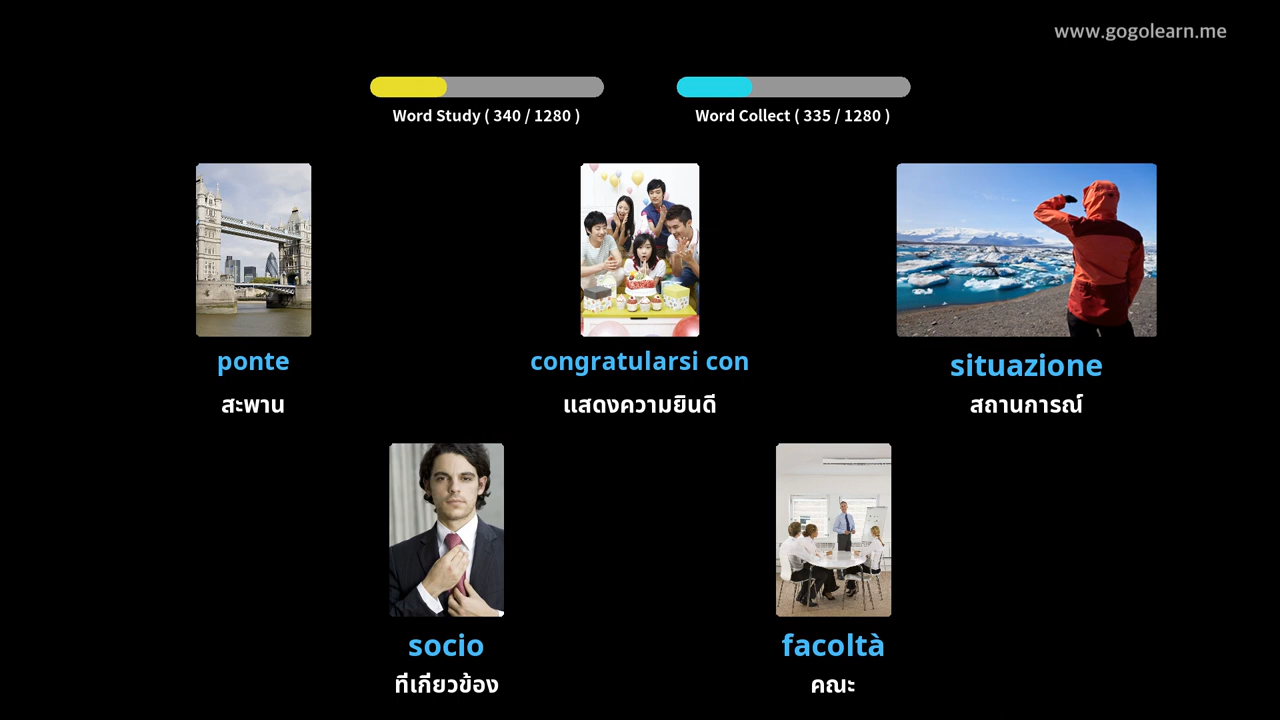 www.gogolearn.me
Word Study ( 340 / 1280 )
Word Collect ( 335 / 1280 )
ponte
สะพาน
congratularsi con
แสดงความยินดี
situazione
สถานการณ์
socio
ที่เกี่ยวข้อง
facoltà
คณะ